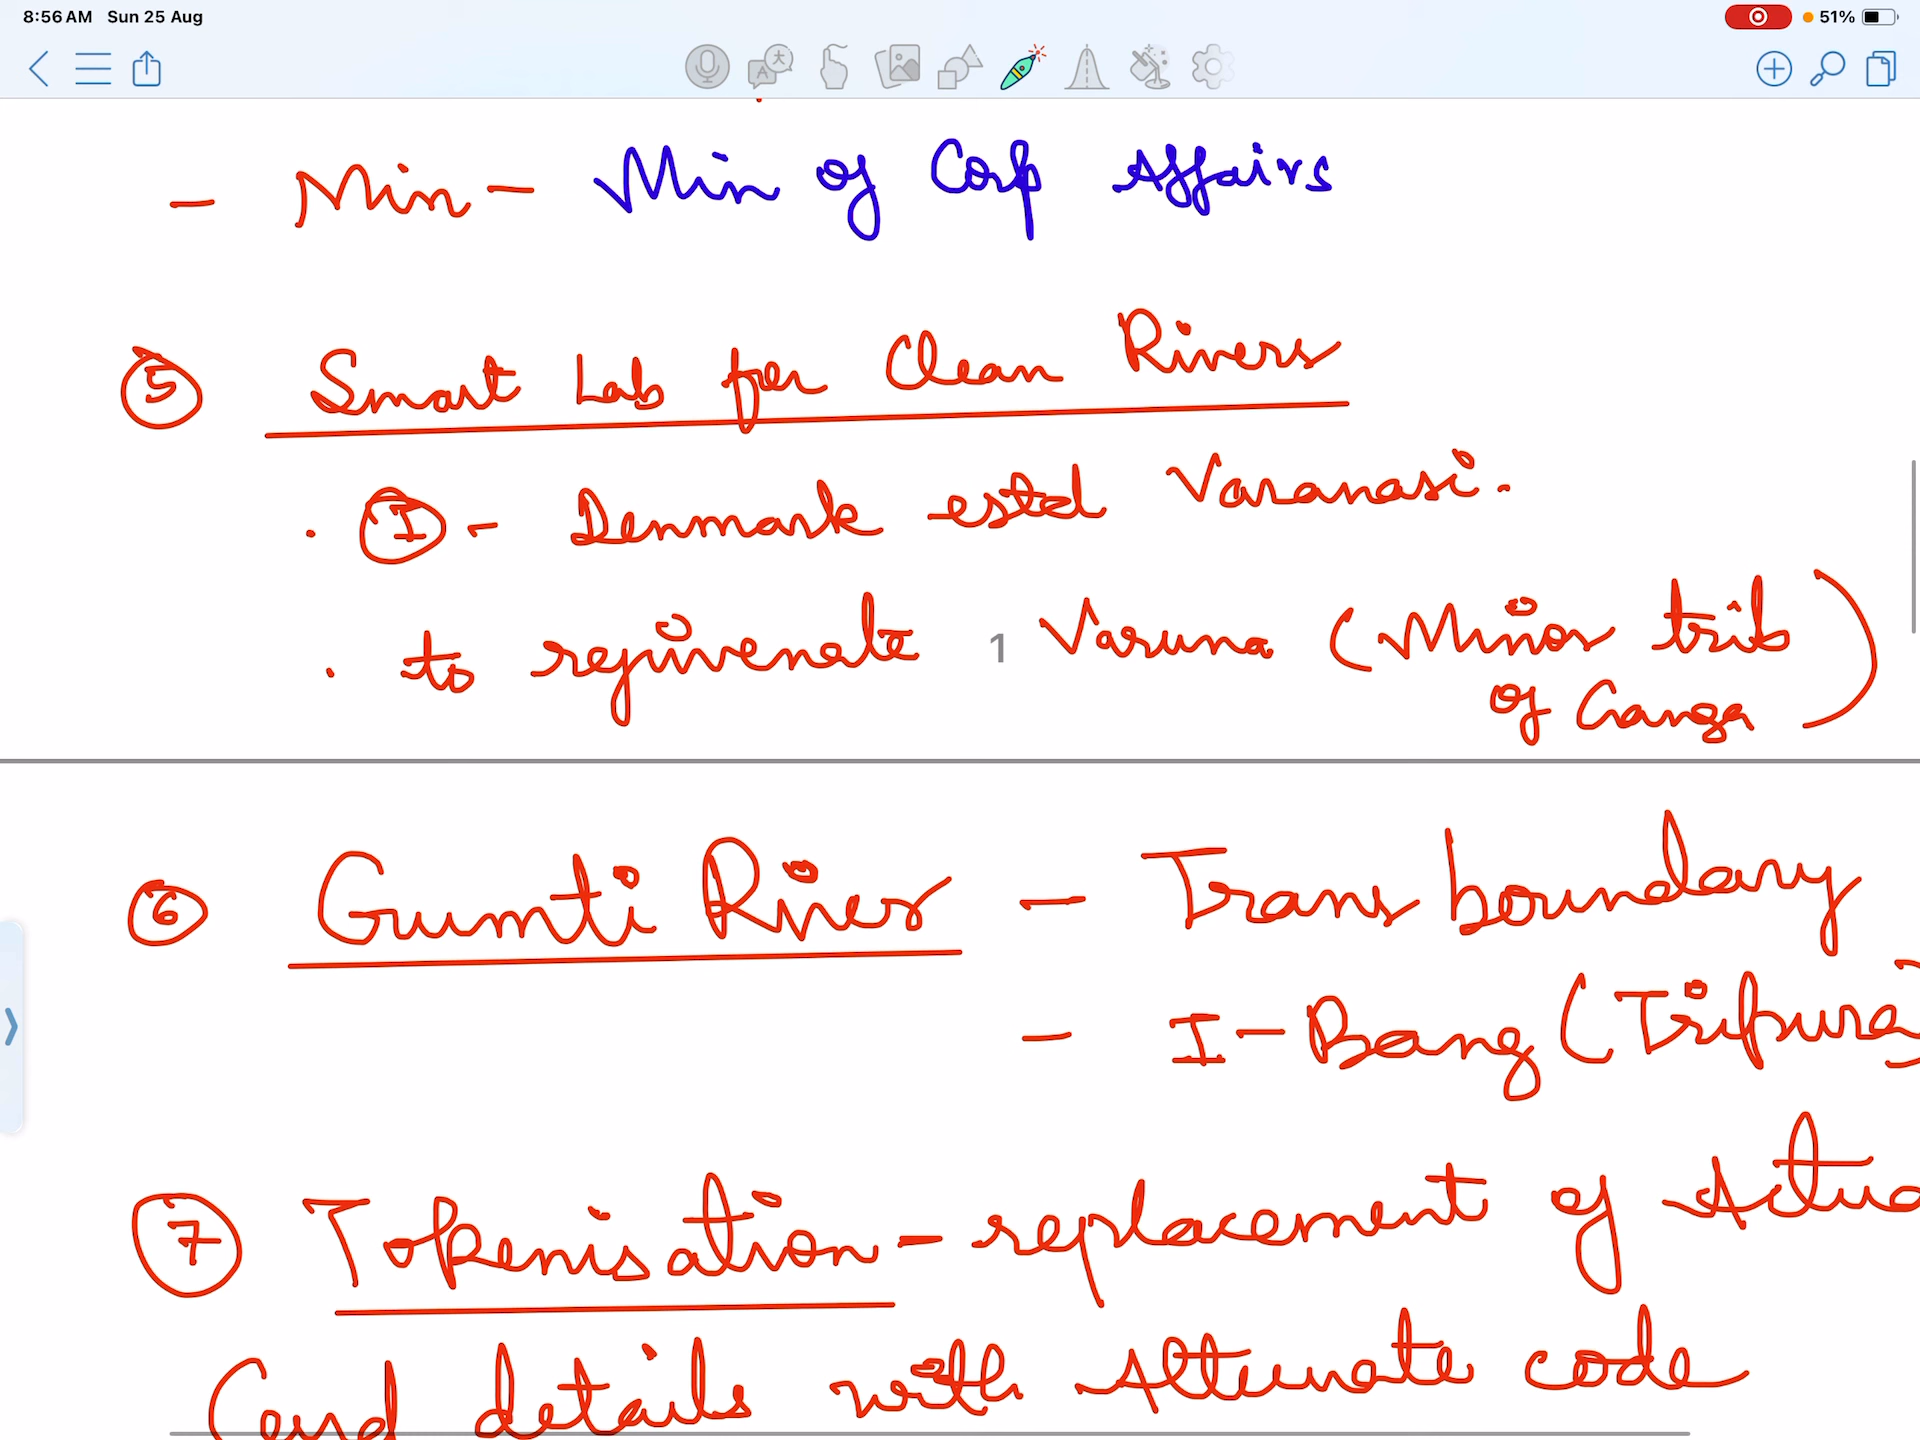 8:56 AM Sun 25 Aug 51%
- Min - Min of Corp Affairs
5 Smart Lab for Clean Rivers
. I - Denmark estd Varanasi.
. to rejuvenate Varuna (Minor trib
of Ganga)
1
6 Gumti River - Trans boundary
- I - Bang (Tripura)
7 Tokenisation - replacement of Actua
Card details with Alternate code